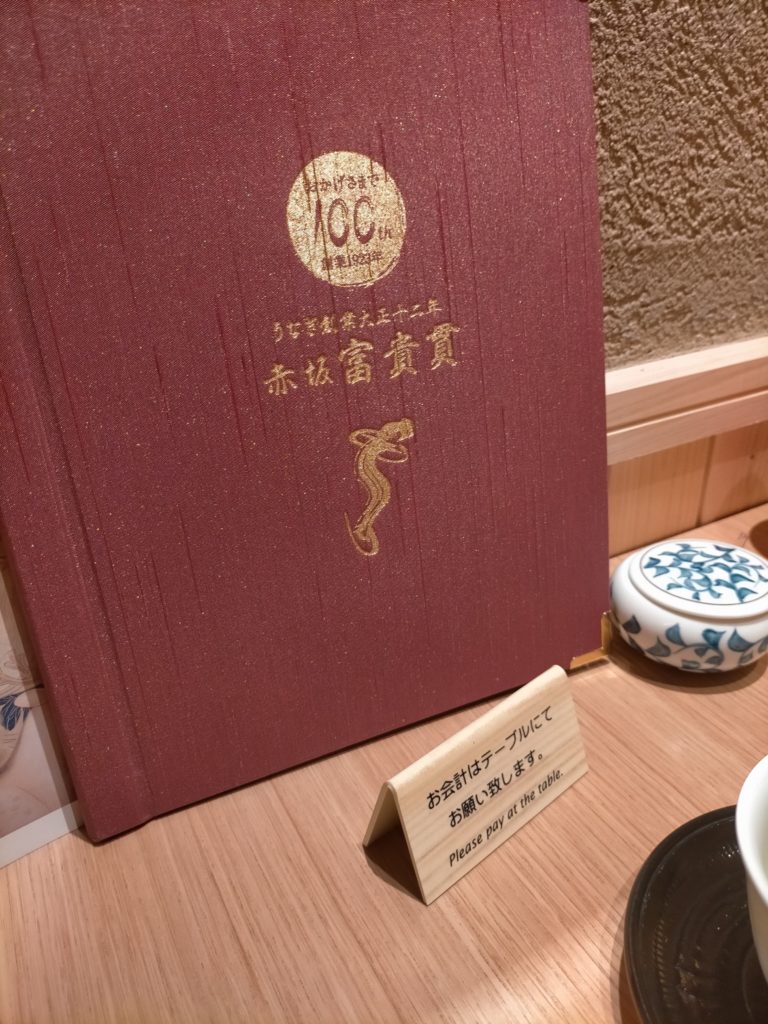 おかげさまで
100th
創業1923年
うなぎ創業大正十二年
赤坂富貴貫
お会計はテーブルにて
お願い致します。
Please pay at the table.